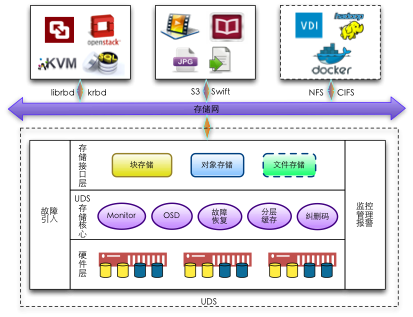 openstack
KVM
SQL
JPG
VDI
hadoop
docker
librbd krbd
S3 Swift
NFS CIFS
存储网
故障引入
存储接口层
块存储
对象存储
文件存储
UDS存储核心
Monitor
OSD
故障恢复
分层缓存
纠删码
硬件层
监控管理报警
UDS